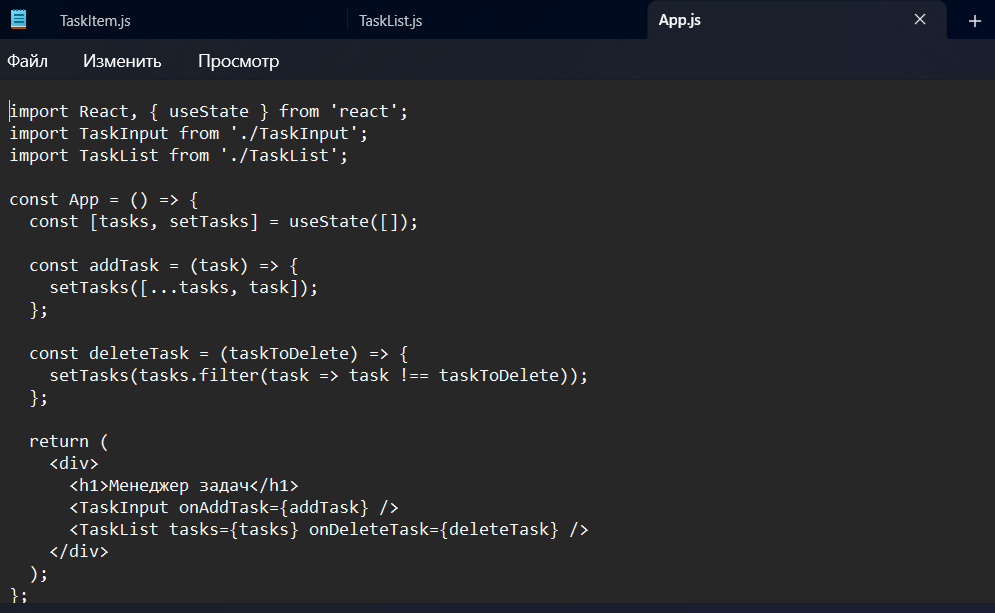 TaskItem.js TaskList.js App.js
Файл Изменить Просмотр
import React, { useState } from 'react';
import TaskInput from './TaskInput';
import TaskList from './TaskList';
const App = () => {
  const [tasks, setTasks] = useState([]);
  const addTask = (task) => {
    setTasks([...tasks, task]);
  };
  const deleteTask = (taskToDelete) => {
    setTasks(tasks.filter(task => task !== taskToDelete));
  };
  return (
    <div>
      <h1>Менеджер задач</h1>
      <TaskInput onAddTask={addTask} />
      <TaskList tasks={tasks} onDeleteTask={deleteTask} />
    </div>
  );
};